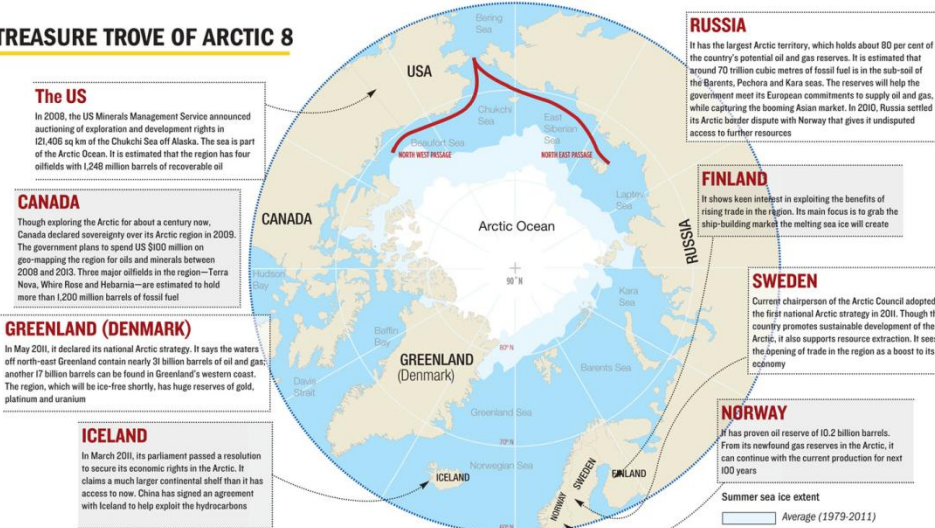 TREASURE TROVE OF ARCTIC 8
The US
In 2008, the US Minerals Management Service announced
auctioning of exploration and development rights in
121,406 sq km of the Chukchi Sea off Alaska. The sea is part
of the Arctic Ocean. It is estimated that the region has four
oilfields with 1,248 million barrels of recoverable oil
CANADA
Though exploring the Arctic for about a century now,
Canada declared sovereignty over its Arctic region in 2009.
The government plans to spend US $100 million on
geo-mapping the region for oils and minerals between
2008 and 2013. Three major oilfields in the region—Terra
Nova, Whire Rose and Hebarnia—are estimated to hold
more than 1,200 million barrels of fossil fuel
GREENLAND (DENMARK)
In May 2011, it declared its national Arctic strategy. It says the waters
off north-east Greenland contain nearly 31 billion barrels of oil and gas;
another 17 billion barrels can be found in Greenland's western coast.
The region, which will be ice-free shortly, has huge reserves of gold,
platinum and uranium
ICELAND
In March 2011, its parliament passed a resolution
to secure its economic rights in the Arctic. It
claims a much larger continental shelf than it has
access to now. China has signed an agreement
with Iceland to help exploit the hydrocarbons
Bering
Sea
USA
Chukchi
Sea
East
Siberian
Sea
Beaufort Sea
NORTH WEST PASSAGE
NORTH EAST PASSAGE
Laptev
Sea
CANADA
Arctic Ocean
RUSSIA
Hudson
Bay
90°N
Kara
Sea
Baffin
Bay
80°N
GREENLAND
(Denmark)
Barents Sea
Davis
Strait
Greenland Sea
70°N
Norwegian Sea
ICELAND
NORWAY
SWEDEN
FINLAND
60°N
RUSSIA
It has the largest Arctic territory, which holds about 80 per cent of
the country's potential oil and gas reserves. It is estimated that
around 70 trillion cubic metres of fossil fuel is in the sub-soil of
the Barents, Pechora and Kara seas. The reserves will help the
government meet its European commitments to supply oil and gas,
while capturing the booming Asian market. In 2010, Russia settled
its Arctic border dispute with Norway that gives it undisputed
access to further resources
FINLAND
It shows keen interest in exploiting the benefits of
rising trade in the region. Its main focus is to grab the
ship-building market the melting sea ice will create
SWEDEN
Current chairperson of the Arctic Council adopted
the first national Arctic strategy in 2011. Though th
country promotes sustainable development of the
Arctic, it also supports resource extraction. It sees
the opening of trade in the region as a boost to its
economy
NORWAY
It has proven oil reserve of 10.2 billion barrels.
From its newfound gas reserves in the Arctic, it
can continue with the current production for next
100 years
Summer sea ice extent
Average (1979-2011)